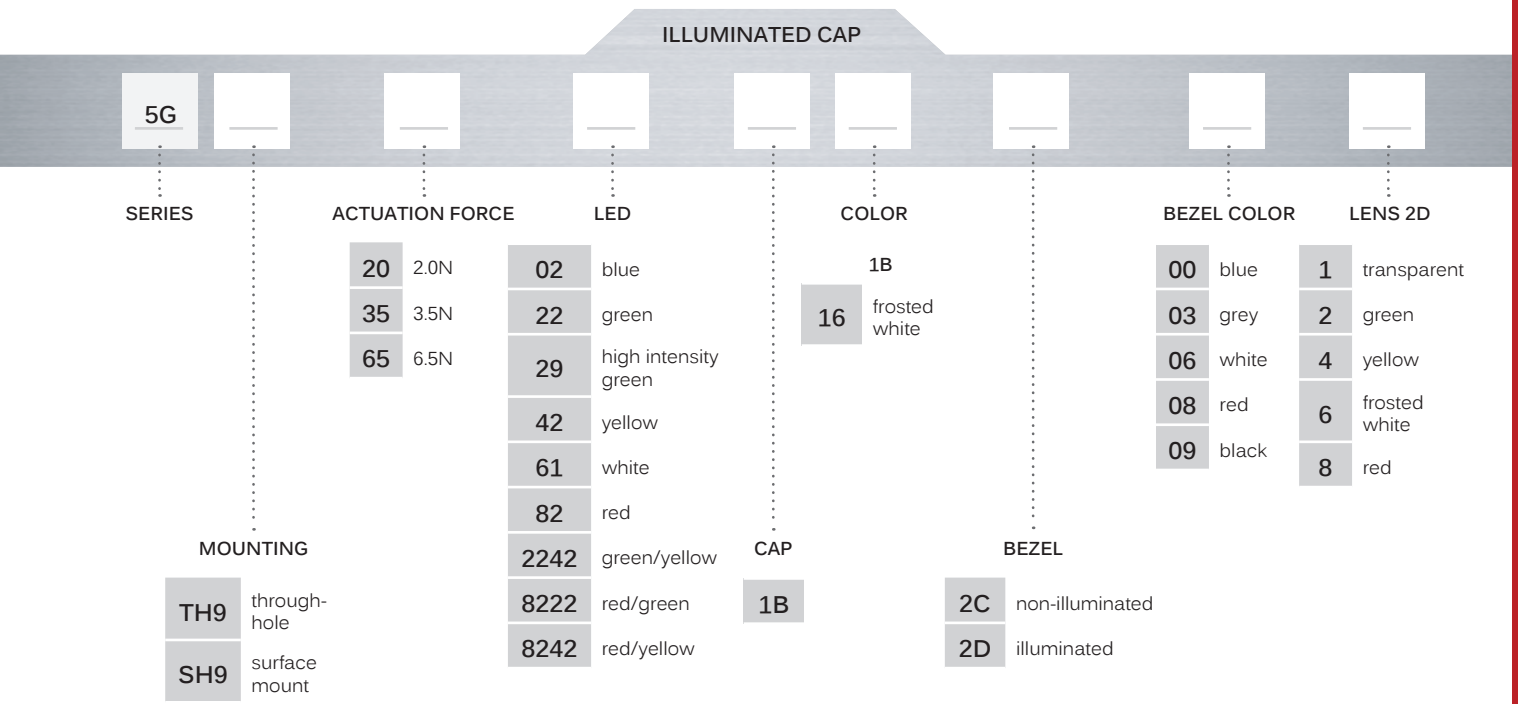 ILLUMINATED CAP
5G
SERIES
ACTUATION FORCE
LED
COLOR
BEZEL COLOR
LENS 2D
20 2.0N
35 3.5N
65 6.5N
02 blue
22 green
29 high intensity
green
42 yellow
61 white
82 red
2242 green/yellow
8222 red/green
8242 red/yellow
1B
16 frosted
white
00 blue
03 grey
06 white
08 red
09 black
1 transparent
2 green
4 yellow
6 frosted
white
8 red
MOUNTING
TH9 through-
hole
SH9 surface
mount
CAP
1B
BEZEL
2C non-illuminated
2D illuminated